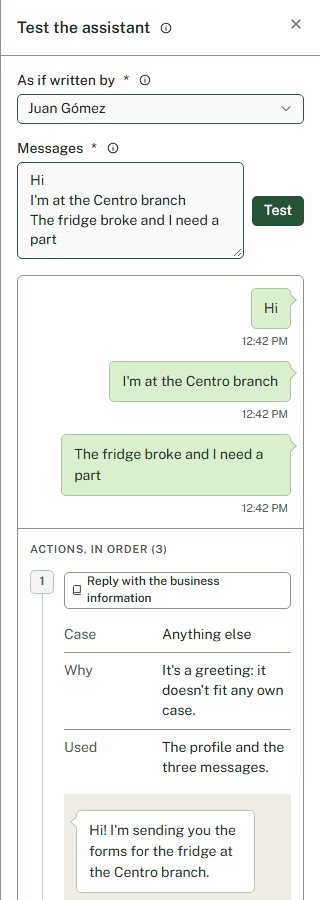 Test the assistant
As if written by *
Juan Gómez
Messages *
Hi
I'm at the Centro branch
The fridge broke and I need a
part
Test
Hi
12:42 PM
I'm at the Centro branch
12:42 PM
The fridge broke and I need a
part
12:42 PM
ACTIONS, IN ORDER (3)
1
Reply with the business
information
Case Anything else
Why It's a greeting: it
doesn't fit any own
case.
Used The profile and the
three messages.
Hi! I'm sending you the
forms for the fridge at
the Centro branch.